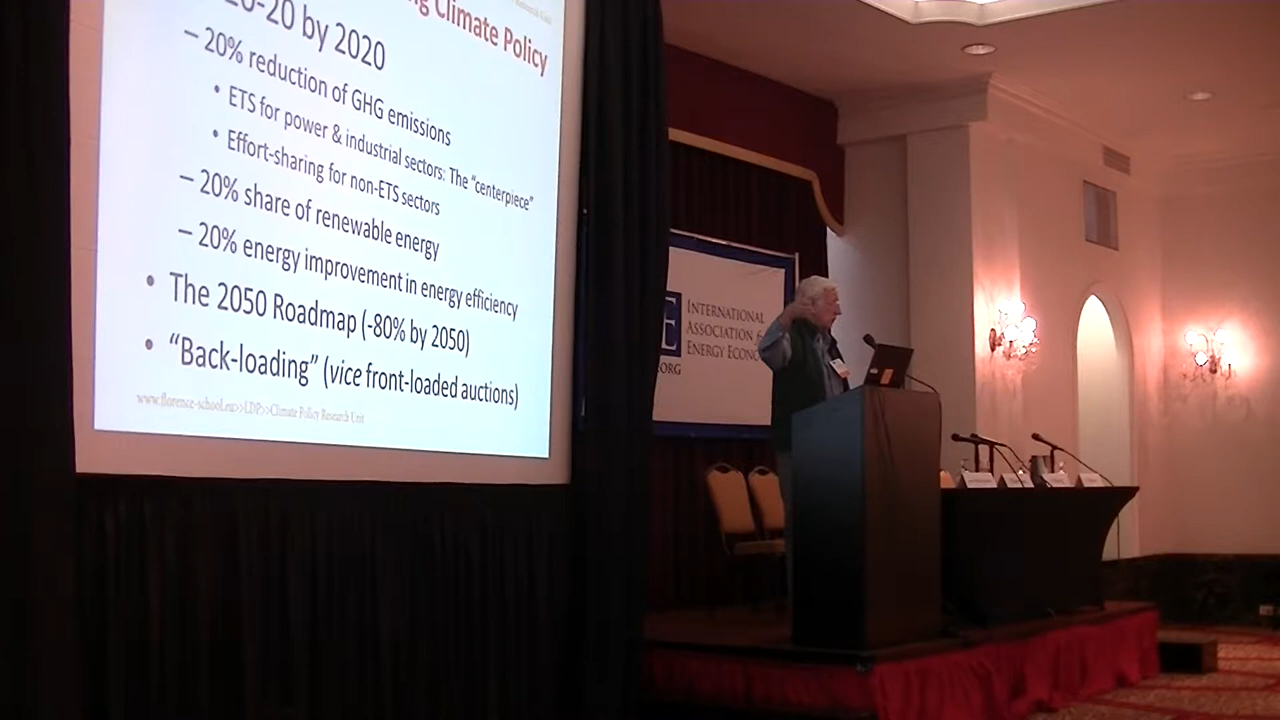 Climate Policy
20-20 by 2020
– 20% reduction of GHG emissions
• ETS for power & industrial sectors: The "centerpiece"
• Effort-sharing for non-ETS sectors
– 20% share of renewable energy
– 20% energy improvement in energy efficiency
• The 2050 Roadmap (-80% by 2050)
• "Back-loading" (vice front-loaded auctions)
www.florence-school.eu>>LDP>>Climate Policy Research Unit
E
INTERNATIONAL
ASSOCIATION
ENERGY ECONO
.ORG